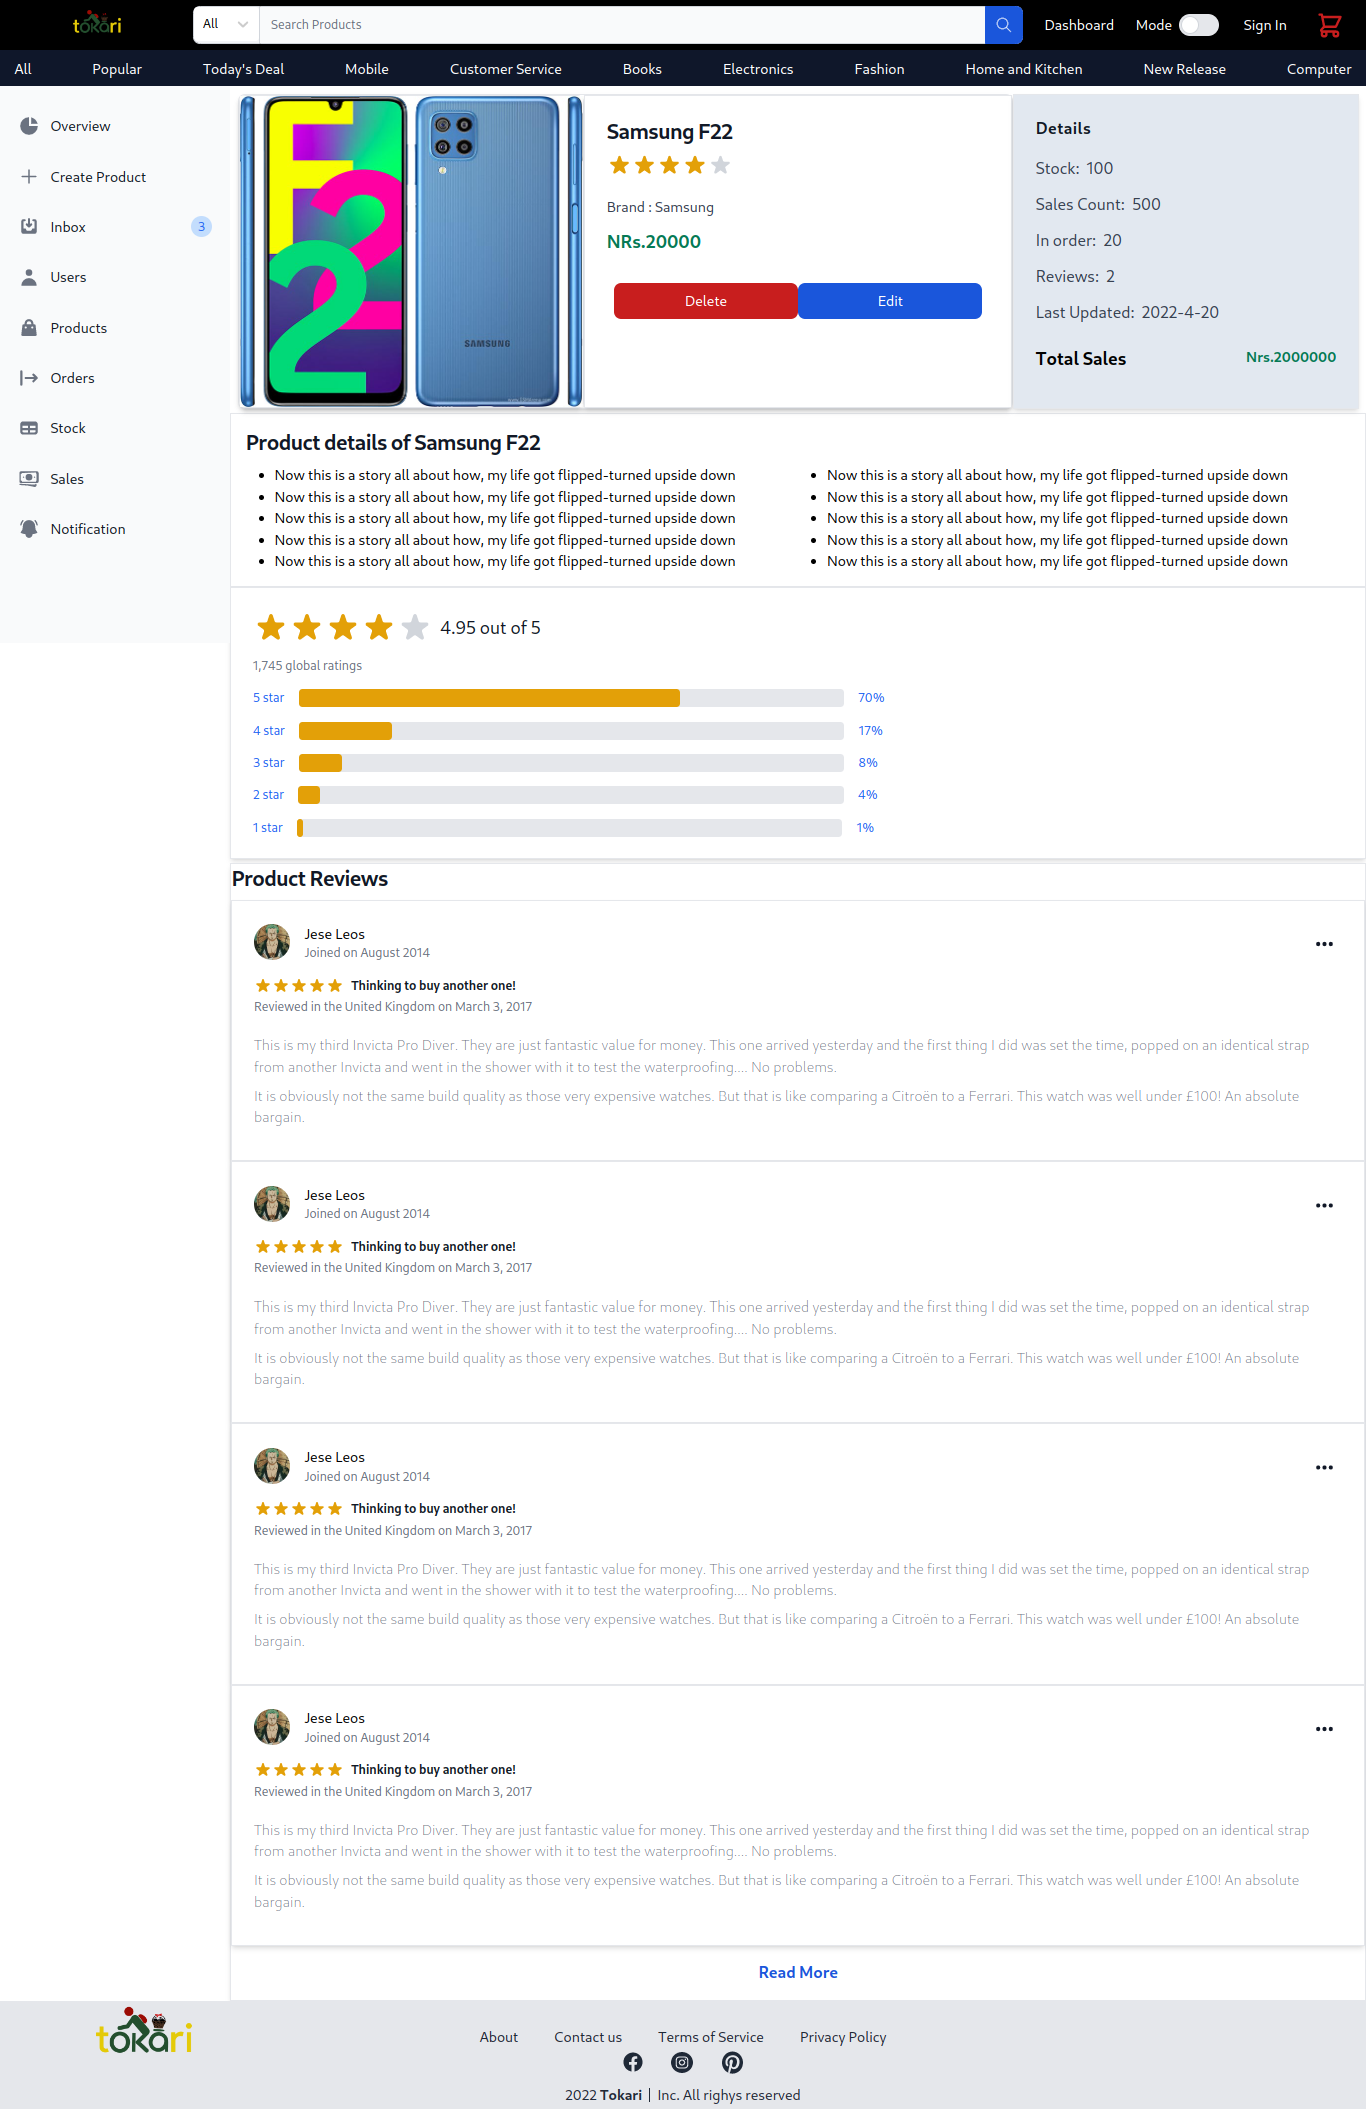 tokari
All
Search Products
Dashboard
Mode
Sign In
All
Popular
Today's Deal
Mobile
Customer Service
Books
Electronics
Fashion
Home and Kitchen
New Release
Computer
Overview
Create Product
Inbox
3
Users
Products
Orders
Stock
Sales
Notification
F
22
SAMSUNG
Samsung F22
Brand : Samsung
NRs.20000
Delete
Edit
Details
Stock: 100
Sales Count: 500
In order: 20
Reviews: 2
Last Updated: 2022-4-20
Total Sales
Nrs.2000000
Product details of Samsung F22
Now this is a story all about how, my life got flipped-turned upside down
Now this is a story all about how, my life got flipped-turned upside down
Now this is a story all about how, my life got flipped-turned upside down
Now this is a story all about how, my life got flipped-turned upside down
Now this is a story all about how, my life got flipped-turned upside down
Now this is a story all about how, my life got flipped-turned upside down
Now this is a story all about how, my life got flipped-turned upside down
Now this is a story all about how, my life got flipped-turned upside down
Now this is a story all about how, my life got flipped-turned upside down
Now this is a story all about how, my life got flipped-turned upside down
4.95 out of 5
1,745 global ratings
5 star 70%
4 star 17%
3 star 8%
2 star 4%
1 star 1%
Product Reviews
Jese Leos
Joined on August 2014
Thinking to buy another one!
Reviewed in the United Kingdom on March 3, 2017
This is my third Invicta Pro Diver. They are just fantastic value for money. This one arrived yesterday and the first thing I did was set the time, popped on an identical strap
from another Invicta and went in the shower with it to test the waterproofing.... No problems.
It is obviously not the same build quality as those very expensive watches. But that is like comparing a Citroën to a Ferrari. This watch was well under £100! An absolute
bargain.
Jese Leos
Joined on August 2014
Thinking to buy another one!
Reviewed in the United Kingdom on March 3, 2017
This is my third Invicta Pro Diver. They are just fantastic value for money. This one arrived yesterday and the first thing I did was set the time, popped on an identical strap
from another Invicta and went in the shower with it to test the waterproofing.... No problems.
It is obviously not the same build quality as those very expensive watches. But that is like comparing a Citroën to a Ferrari. This watch was well under £100! An absolute
bargain.
Jese Leos
Joined on August 2014
Thinking to buy another one!
Reviewed in the United Kingdom on March 3, 2017
This is my third Invicta Pro Diver. They are just fantastic value for money. This one arrived yesterday and the first thing I did was set the time, popped on an identical strap
from another Invicta and went in the shower with it to test the waterproofing.... No problems.
It is obviously not the same build quality as those very expensive watches. But that is like comparing a Citroën to a Ferrari. This watch was well under £100! An absolute
bargain.
Jese Leos
Joined on August 2014
Thinking to buy another one!
Reviewed in the United Kingdom on March 3, 2017
This is my third Invicta Pro Diver. They are just fantastic value for money. This one arrived yesterday and the first thing I did was set the time, popped on an identical strap
from another Invicta and went in the shower with it to test the waterproofing.... No problems.
It is obviously not the same build quality as those very expensive watches. But that is like comparing a Citroën to a Ferrari. This watch was well under £100! An absolute
bargain.
Read More
tokari
About
Contact us
Terms of Service
Privacy Policy
2022 Tokari | Inc. All righys reserved